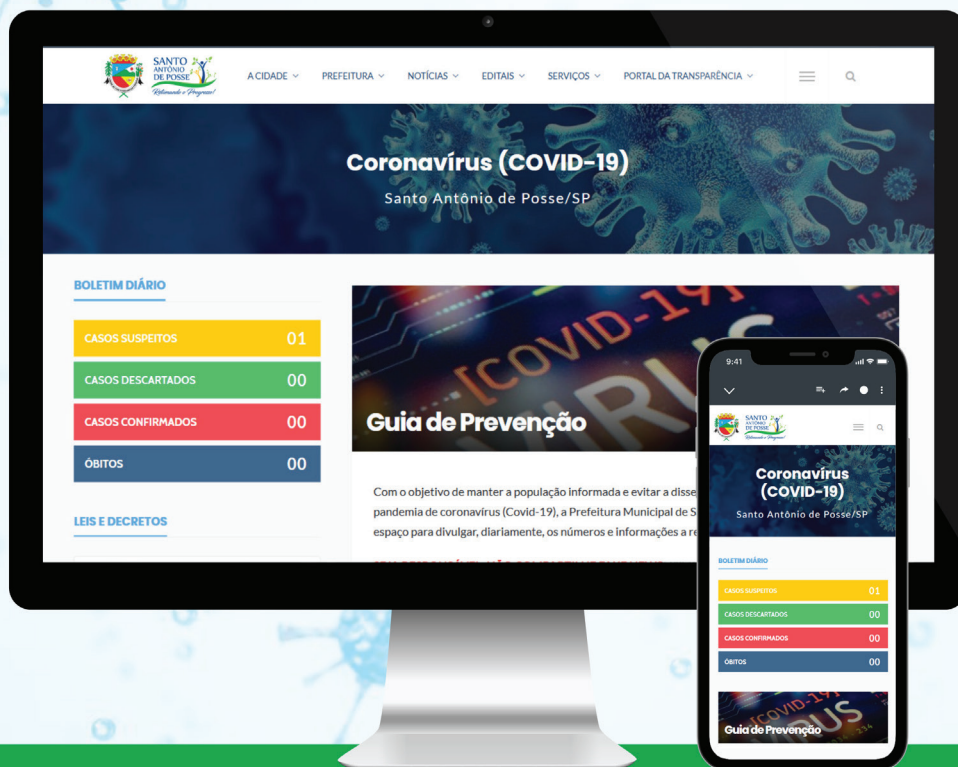 SANTO
ANTÔNIO
DE POSSE
Retomando o Progresso!
A CIDADE
PREFEITURA
NOTÍCIAS
EDITAIS
SERVIÇOS
PORTAL DA TRANSPARÊNCIA
Coronavírus (COVID-19)
Santo Antônio de Posse/SP
BOLETIM DIÁRIO
CASOS SUSPEITOS 01
CASOS DESCARTADOS 00
CASOS CONFIRMADOS 00
ÓBITOS 00
LEIS E DECRETOS
[COVID-19]
VIRUS
Guia de Prevenção
Com o objetivo de manter a população informada e evitar a disse
pandemia de coronavírus (Covid-19), a Prefeitura Municipal de S
espaço para divulgar, diariamente, os números e informações a re
9:41
SANTO
ANTÔNIO
DE POSSE
Retomando o Progresso!
Coronavírus
(COVID-19)
Santo Antônio de Posse/SP
BOLETIM DIÁRIO
CASOS SUSPEITOS 01
CASOS DESCARTADOS 00
CASOS CONFIRMADOS 00
ÓBITOS 00
[COVID-19]
VIRUS
Guia de Prevenção